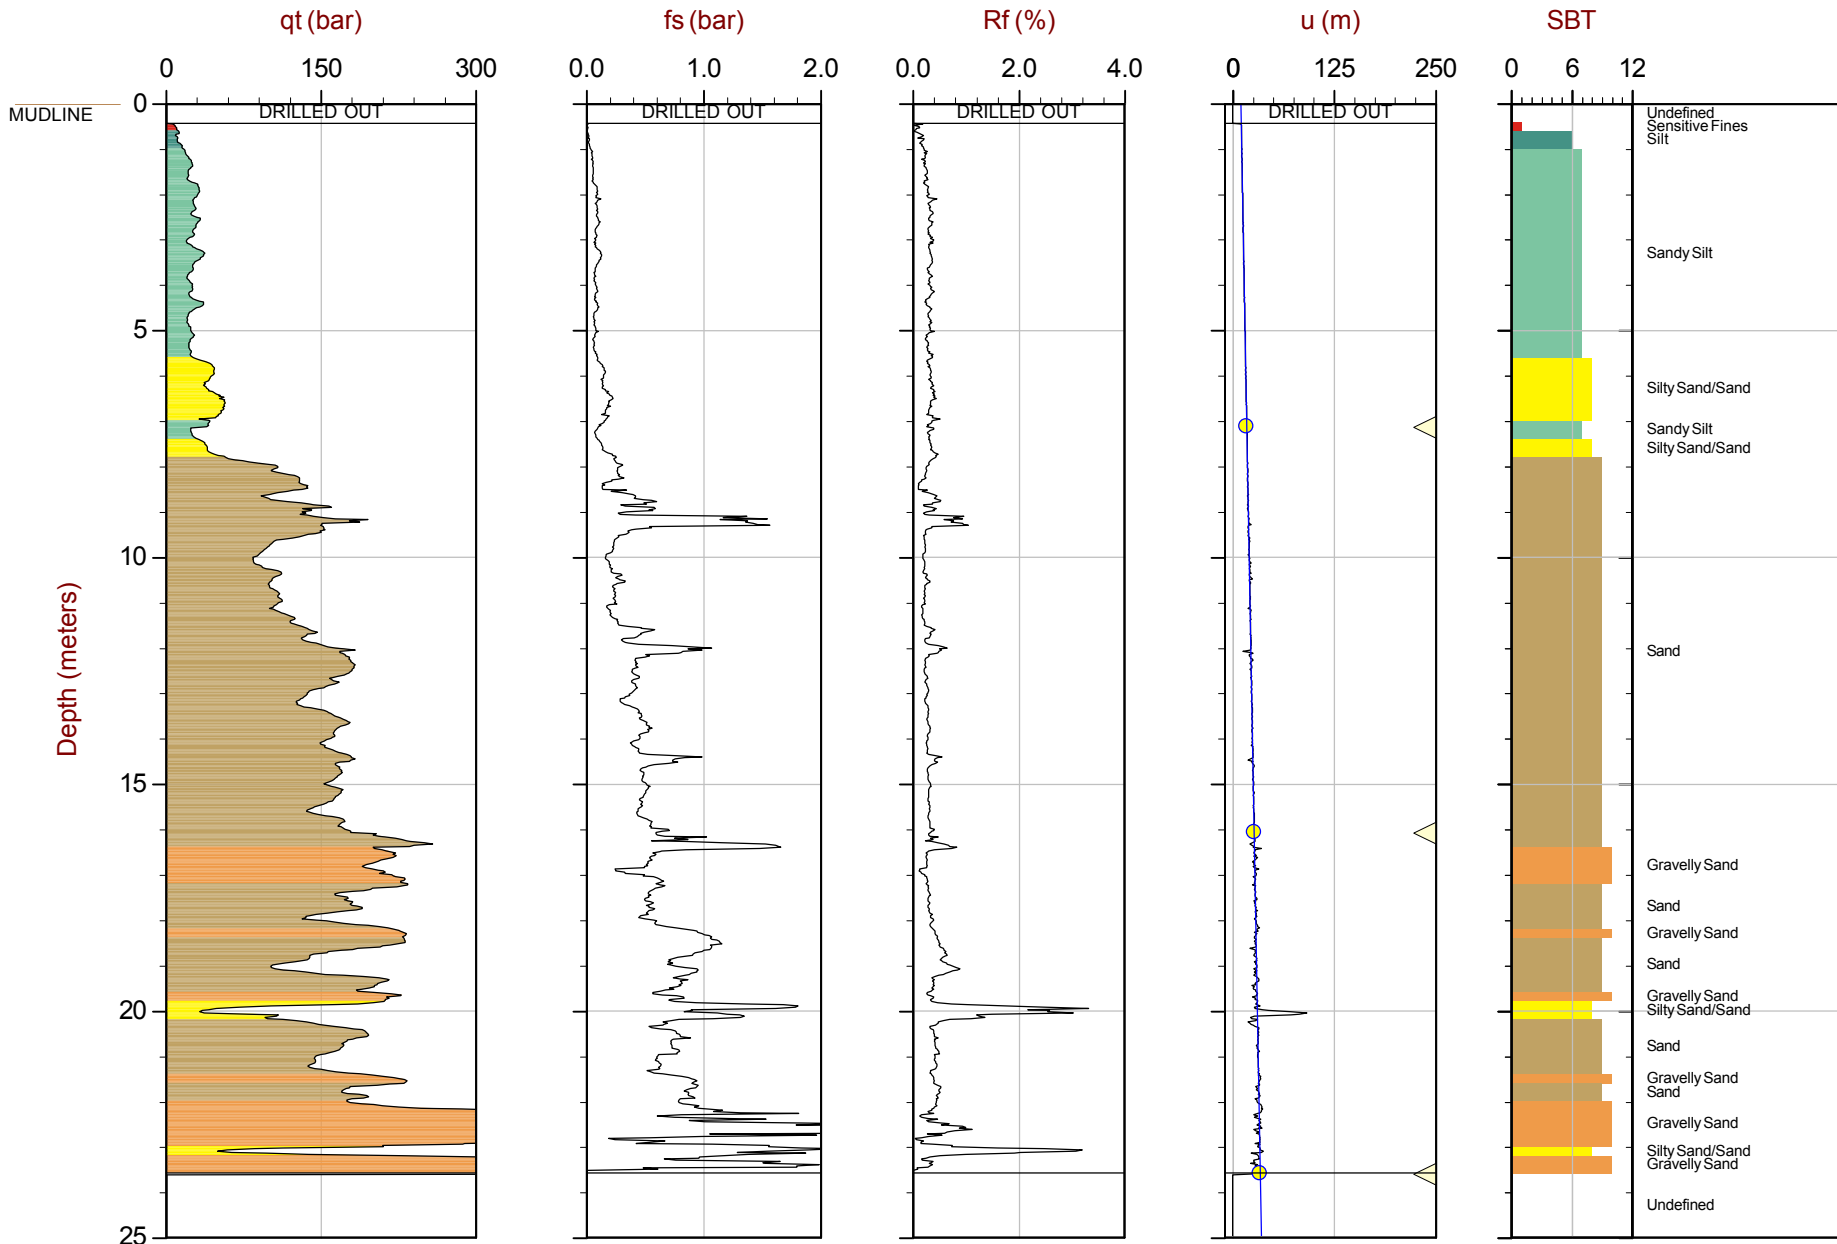 qt (bar) fs (bar) Rf (%) u (m) SBT
0 150 300 0.0 1.0 2.0 0.0 2.0 4.0 0 125 250 0 6 12
0
MUDLINE
DRILLED OUT DRILLED OUT DRILLED OUT DRILLED OUT
Undefined
Sensitive Fines
Silt
Sandy Silt
5
Silty Sand/Sand
Sandy Silt
Silty Sand/Sand
10
Depth (meters)
Sand
15
Gravelly Sand
Sand
Gravelly Sand
Sand
Gravelly Sand
20
Silty Sand/Sand
Sand
Gravelly Sand
Sand
Gravelly Sand
Silty Sand/Sand
Gravelly Sand
Undefined
25